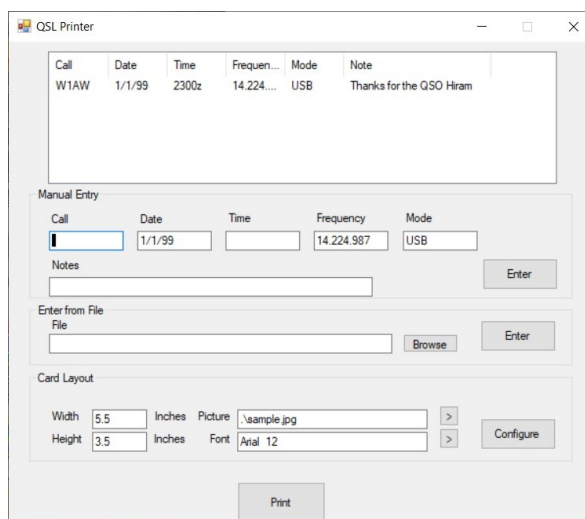 QSL Printer
Call Date Time Frequen... Mode Note
W1AW 1/1/99 2300z 14.224.... USB Thanks for the QSO Hiram
Manual Entry
Call Date Time Frequency Mode
1/1/99 14.224.987 USB
Notes
Enter
Enter from File
File
Browse Enter
Card Layout
Width 5.5 Inches Picture .\sample.jpg >
Height 3.5 Inches Font Arial 12 >
Configure
Print